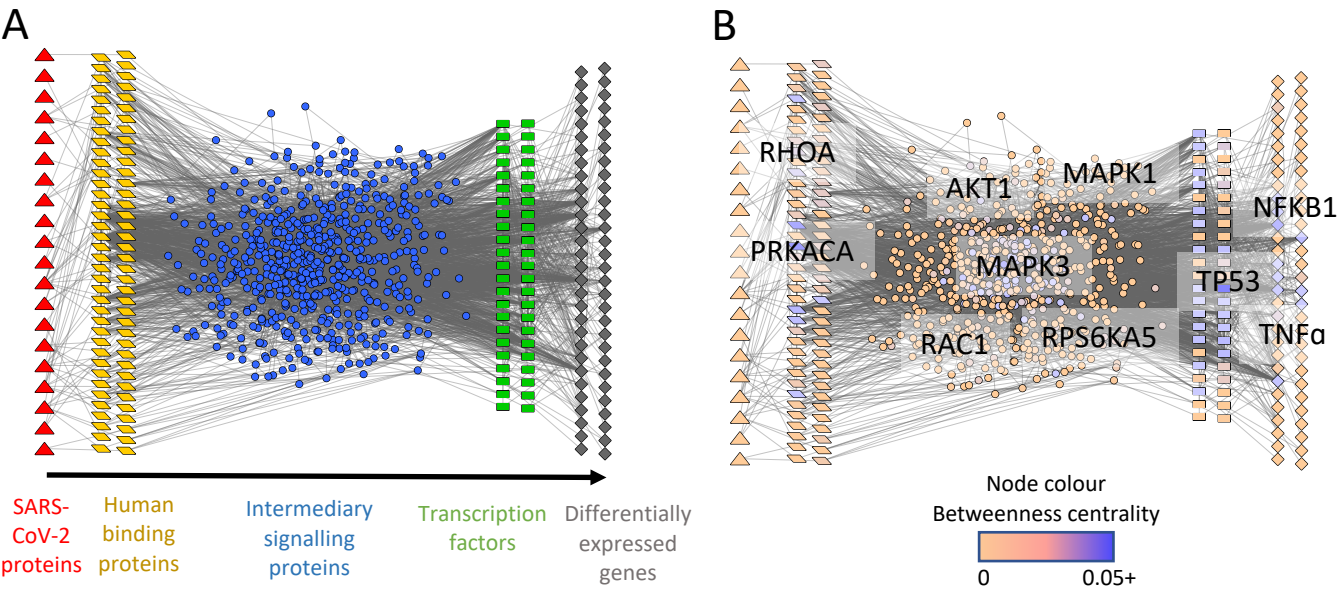 A
B
RHOA
AKT1
MAPK1
NFKB1
PRKACA
MAPK3
TP53
RAC1
RPS6KA5
TNFα
SARS-
CoV-2
proteins
Human
binding
proteins
Intermediary
signalling
proteins
Transcription
factors
Differentially
expressed
genes
Node colour
Betweenness centrality
0
0.05+